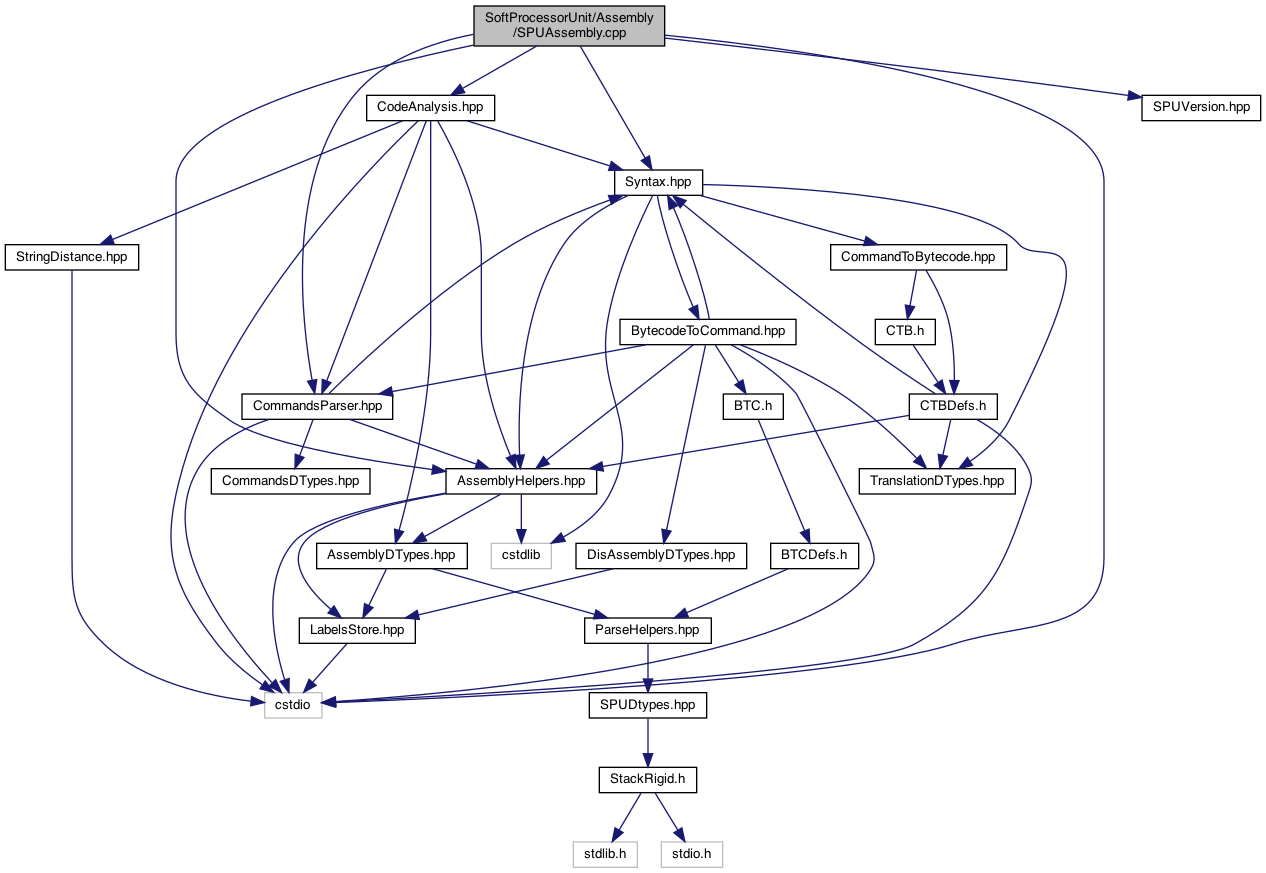 SoftProcessorUnit/Assembly
/SPUAssembly.cpp
CodeAnalysis.hpp
SPUVersion.hpp
Syntax.hpp
StringDistance.hpp
CommandToBytecode.hpp
BytecodeToCommand.hpp
CTB.h
CommandsParser.hpp
BTC.h
CTBDefs.h
CommandsDTypes.hpp
AssemblyHelpers.hpp
TranslationDTypes.hpp
AssemblyDTypes.hpp
cstdlib
DisAssemblyDTypes.hpp
BTCDefs.h
LabelsStore.hpp
ParseHelpers.hpp
cstdio
SPUDtypes.hpp
StackRigid.h
stdlib.h
stdio.h